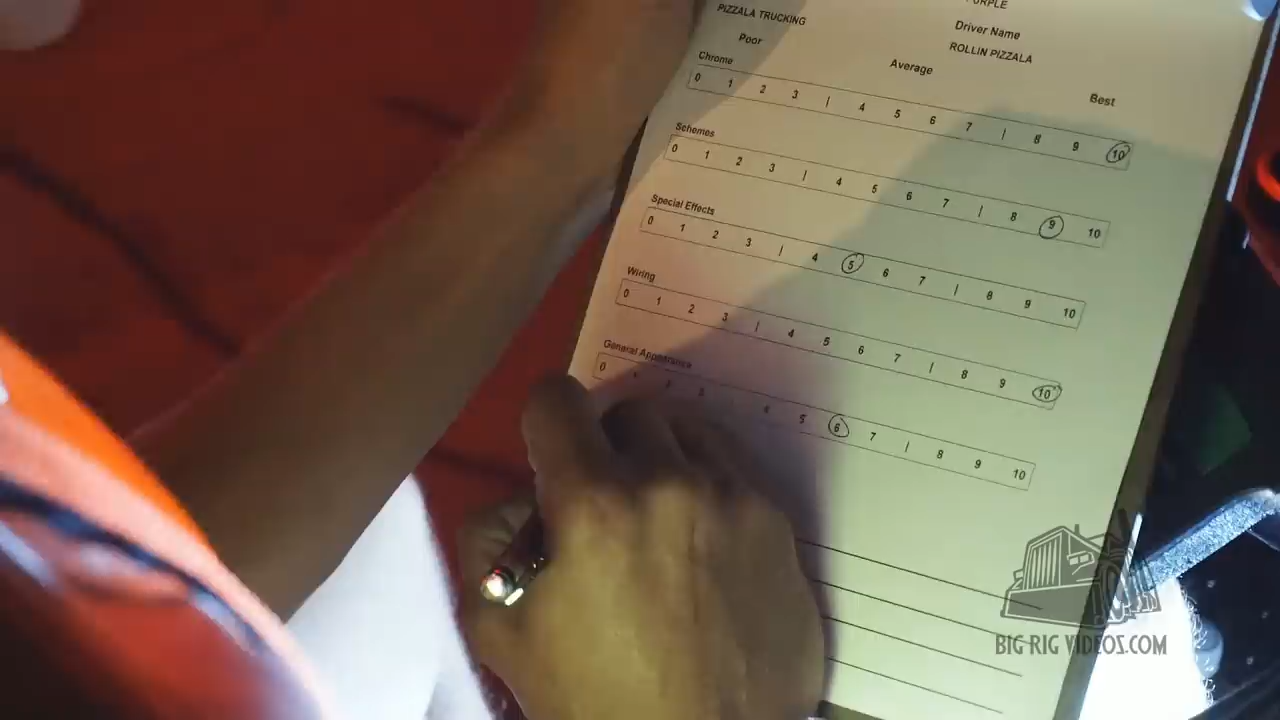 PURPLE
PIZZALA TRUCKING
Driver Name
ROLLIN PIZZALA
Poor
Average
Best
Chrome
0 1 2 3 | 4 5 6 7 | 8 9 10
Schemes
0 1 2 3 | 4 5 6 7 | 8 9 10
Special Effects
0 1 2 3 | 4 5 6 7 | 8 9 10
Wiring
0 1 2 3 | 4 5 6 7 | 8 9 10
General Appearance
0 1 2 3 4 5 6 7 | 8 9 10
BIG RIG VIDEOS.COM